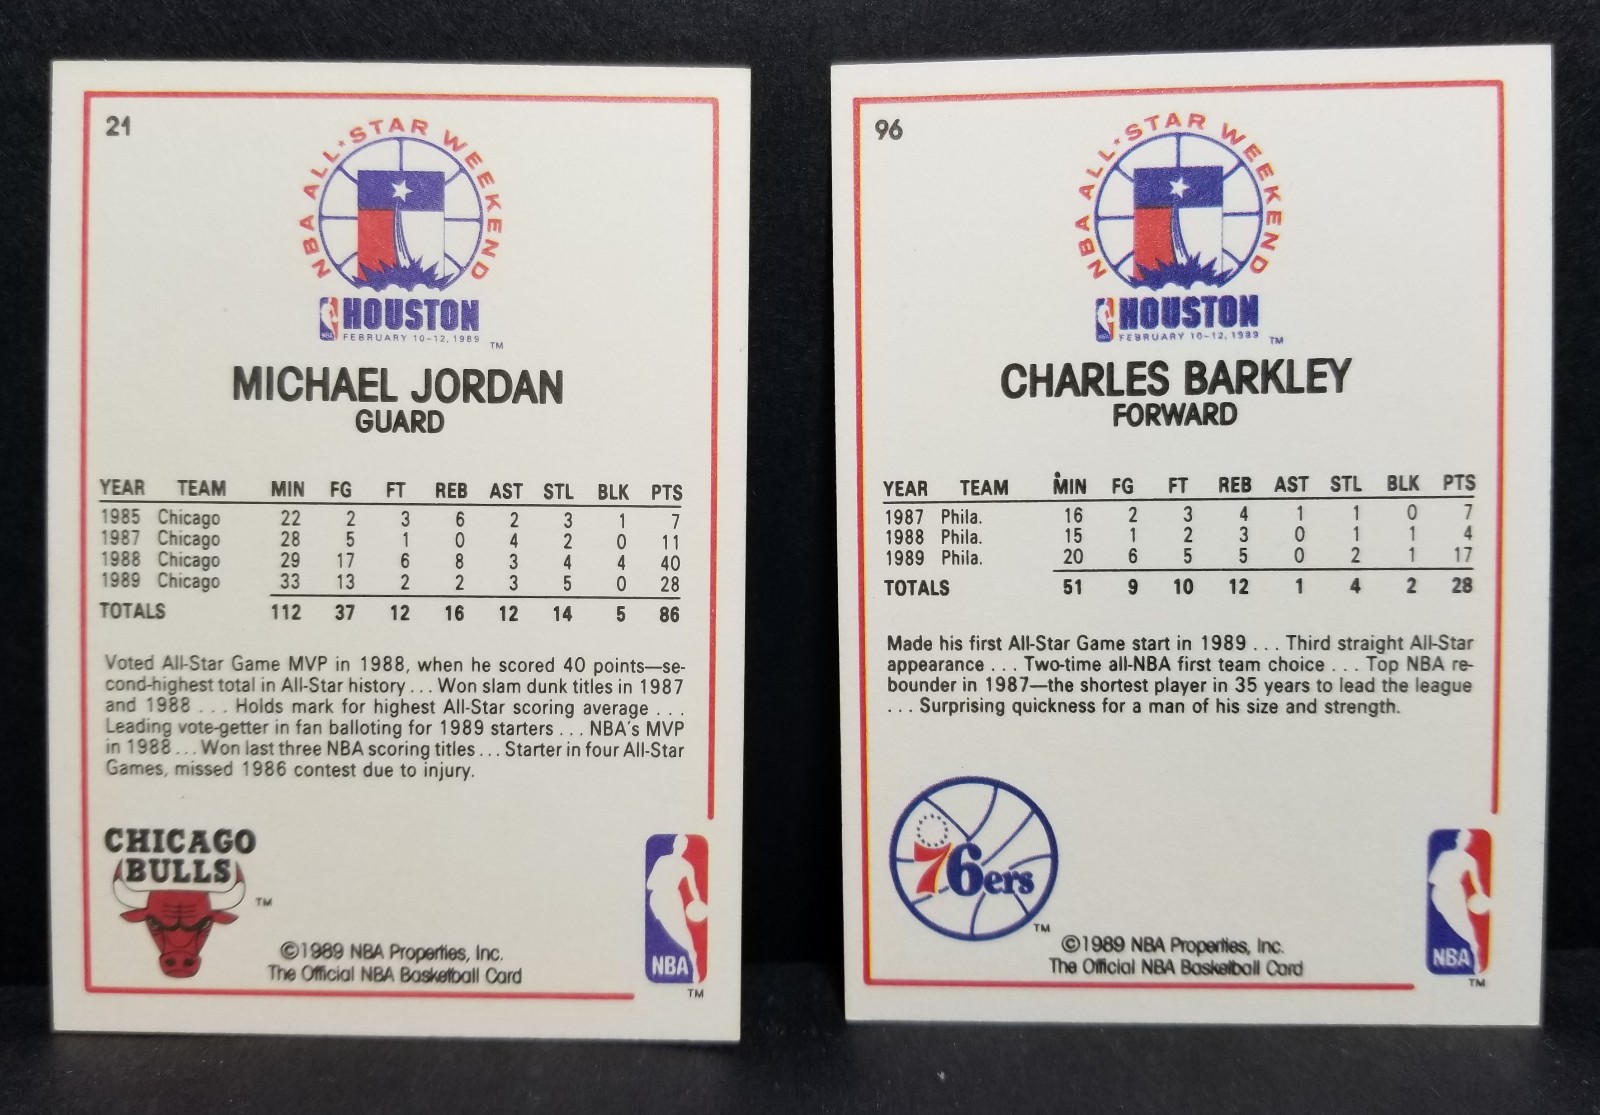 21
NBA ALL-STAR WEEKEND
NBA
HOUSTON
FEBRUARY 10-12, 1989
TM
MICHAEL JORDAN
GUARD
YEAR TEAM MIN FG FT REB AST STL BLK PTS
1985 Chicago 22 2 3 6 2 3 1 7
1987 Chicago 28 5 1 0 4 2 0 11
1988 Chicago 29 17 6 8 3 4 4 40
1989 Chicago 33 13 2 2 3 5 0 28
TOTALS 112 37 12 16 12 14 5 86
Voted All-Star Game MVP in 1988, when he scored 40 points—se-
cond-highest total in All-Star history . . . Won slam dunk titles in 1987
and 1988 . . . Holds mark for highest All-Star scoring average . . .
Leading vote-getter in fan balloting for 1989 starters . . . NBA's MVP
in 1988 . . . Won last three NBA scoring titles . . . Starter in four All-Star
Games, missed 1986 contest due to injury.
CHICAGO
BULLS
TM
©1989 NBA Properties, Inc.
The Official NBA Basketball Card
NBA
TM
96
NBA ALL-STAR WEEKEND
NBA
HOUSTON
FEBRUARY 10-12, 1989
TM
CHARLES BARKLEY
FORWARD
YEAR TEAM MIN FG FT REB AST STL BLK PTS
1987 Phila. 16 2 3 4 1 1 0 7
1988 Phila. 15 1 2 3 0 1 1 4
1989 Phila. 20 6 5 5 0 2 1 17
TOTALS 51 9 10 12 1 4 2 28
Made his first All-Star Game start in 1989 . . . Third straight All-Star
appearance . . . Two-time all-NBA first team choice . . . Top NBA re-
bounder in 1987—the shortest player in 35 years to lead the league
. . . Surprising quickness for a man of his size and strength.
76ers
TM
©1989 NBA Properties, Inc.
The Official NBA Basketball Card
NBA
TM